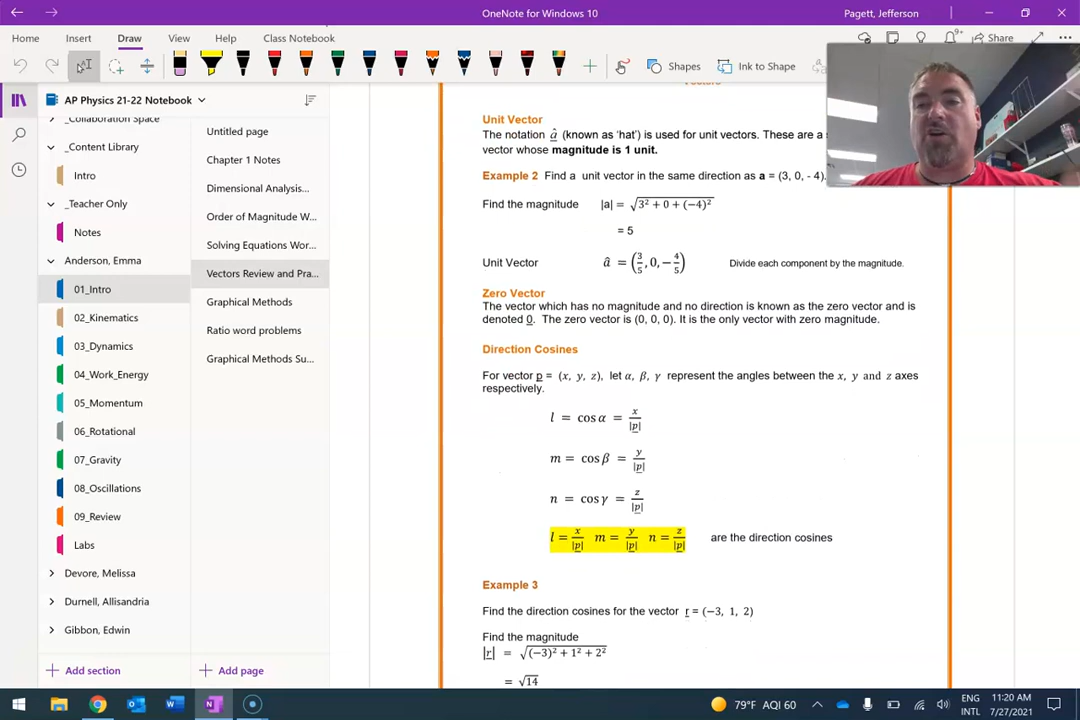 OneNote for Windows 10
Pagett, Jefferson
Home Insert Draw View Help Class Notebook
Share
Shapes
Ink to Shape
AP Physics 21-22 Notebook
_Collaboration Space
_Content Library
Intro
_Teacher Only
Notes
Anderson, Emma
01_Intro
02_Kinematics
03_Dynamics
04_Work_Energy
05_Momentum
06_Rotational
07_Gravity
08_Oscillations
09_Review
Labs
Devore, Melissa
Durnell, Allisandria
Gibbon, Edwin
Add section
Untitled page
Chapter 1 Notes
Dimensional Analysis...
Order of Magnitude W...
Solving Equations Wor...
Vectors Review and Pra...
Graphical Methods
Ratio word problems
Graphical Methods Su...
Add page
Vectors
Unit Vector
The notation â (known as ‘hat’) is used for unit vectors. These are a
vector whose magnitude is 1 unit.
Example 2 Find a unit vector in the same direction as a = (3, 0, - 4).
Find the magnitude |a| = √(3² + 0 + (−4)²)
= 5
Unit Vector â = (3/5, 0, −4/5) Divide each component by the magnitude.
Zero Vector
The vector which has no magnitude and no direction is known as the zero vector and is
denoted 0. The zero vector is (0, 0, 0). It is the only vector with zero magnitude.
Direction Cosines
For vector p = (x, y, z), let α, β, γ represent the angles between the x, y and z axes
respectively.
l = cos α = x/|p|
m = cos β = y/|p|
n = cos γ = z/|p|
l = x/|p| m = y/|p| n = z/|p| are the direction cosines
Example 3
Find the direction cosines for the vector r = (−3, 1, 2)
Find the magnitude
|r| = √((−3)² + 1² + 2²)
= √14
79°F AQI 60
ENG
INTL
11:20 AM
7/27/2021